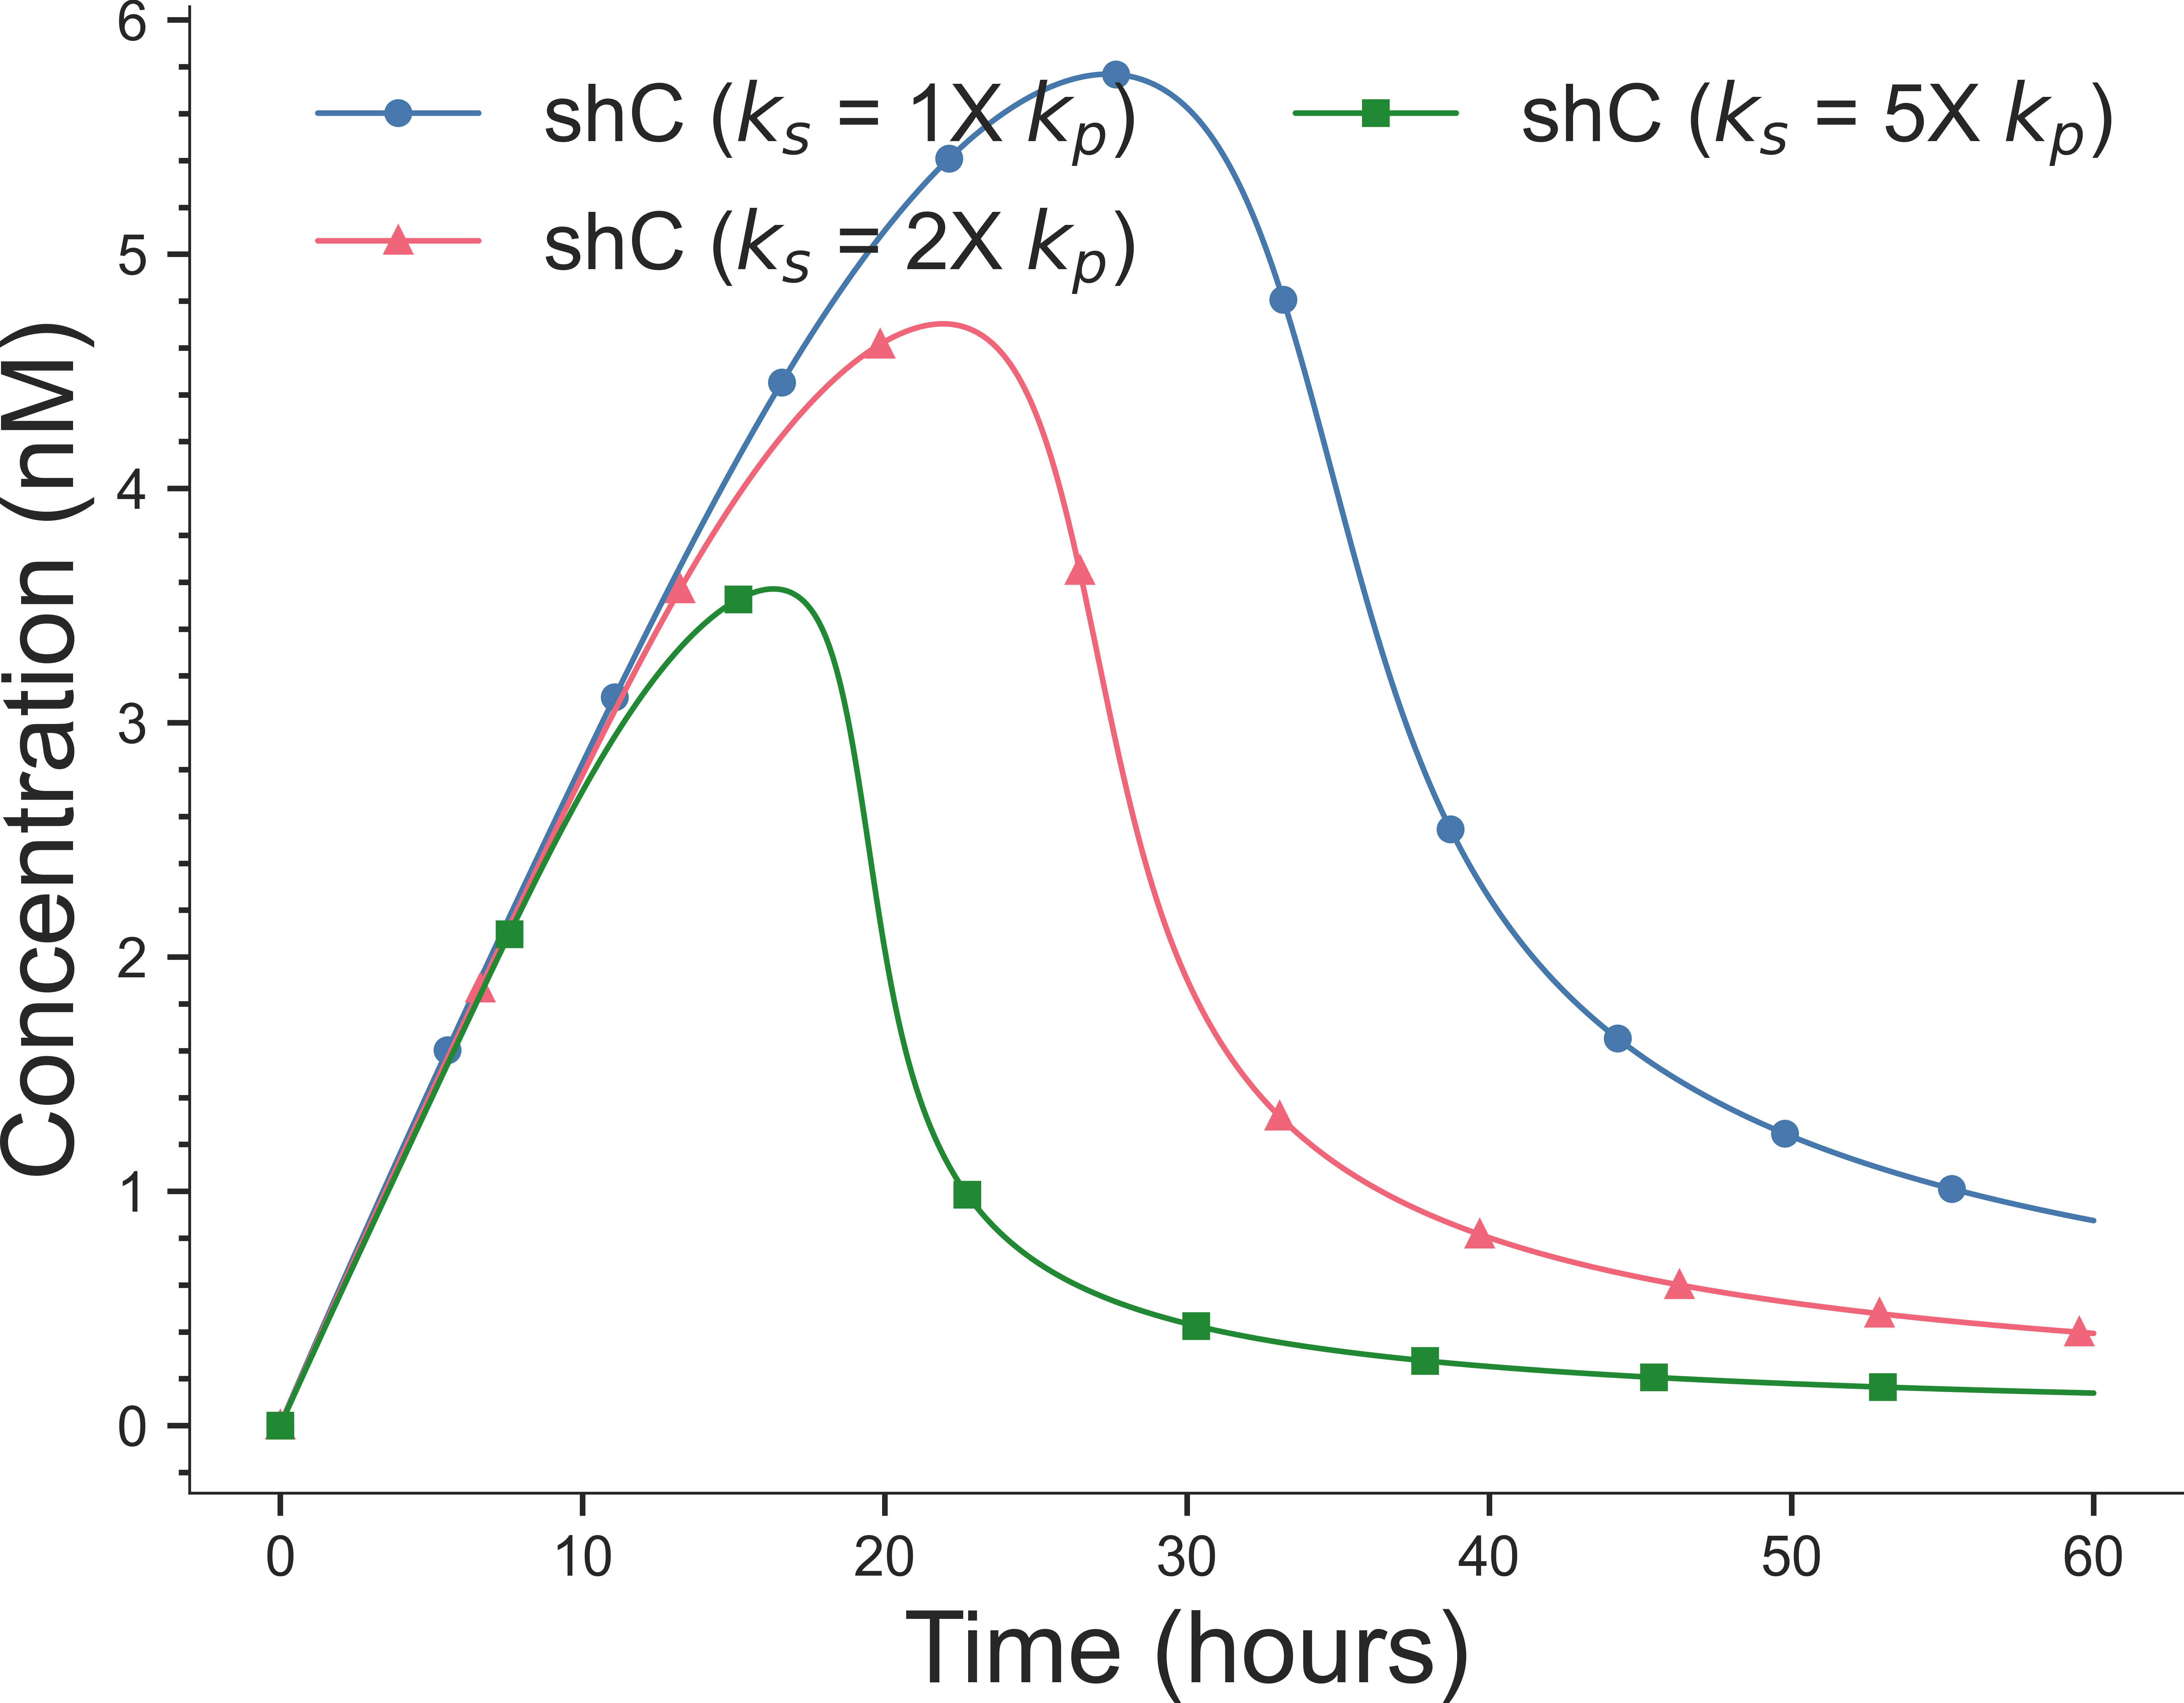 6
5
4
3
2
1
0
Concentration (nM)
shC (kₛ = 1X kₚ)
shC (kₛ = 2X kₚ)
shC (kₛ = 5X kₚ)
0 10 20 30 40 50 60
Time (hours)